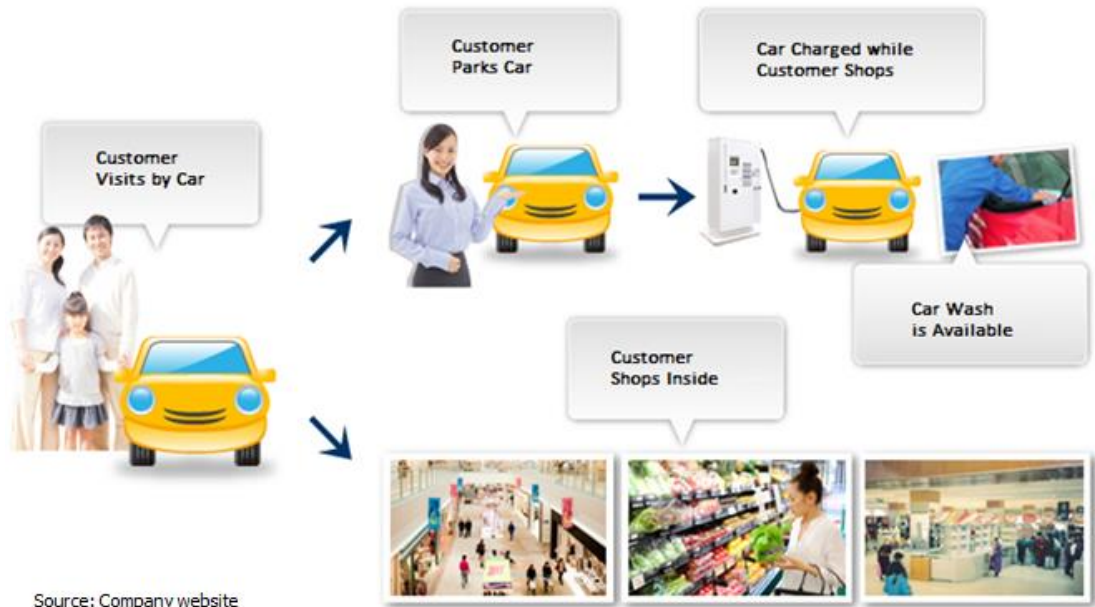 Customer
Visits by Car
Customer
Parks Car
Car Charged while
Customer Shops
Car Wash
is Available
Customer
Shops Inside
Source: Company website